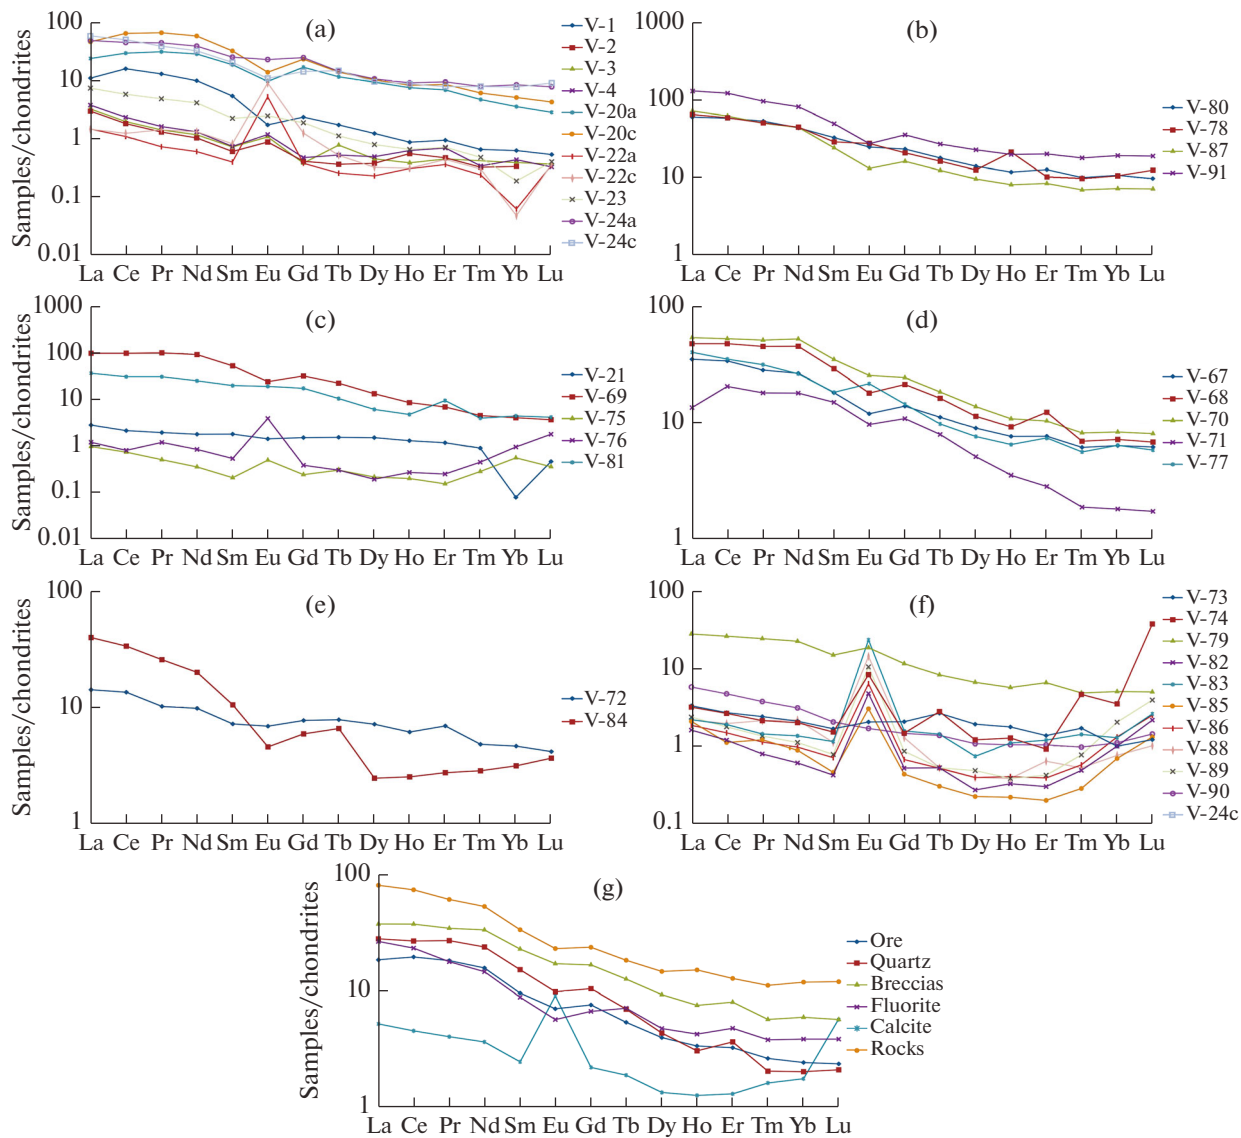 Samples/chondrites
100
10
1
0.1
0.01
(a)
La Ce Pr Nd Sm Eu Gd Tb Dy Ho Er Tm Yb Lu
V-1
V-2
V-3
V-4
V-20a
V-20c
V-22a
V-22c
V-23
V-24a
V-24c
1000
100
10
1
(b)
La Ce Pr Nd Sm Eu Gd Tb Dy Ho Er Tm Yb Lu
V-80
V-78
V-87
V-91
Samples/chondrites
1000
100
10
1
0.1
0.01
(c)
La Ce Pr Nd Sm Eu Gd Tb Dy Ho Er Tm Yb Lu
V-21
V-69
V-75
V-76
V-81
100
10
1
(d)
La Ce Pr Nd Sm Eu Gd Tb Dy Ho Er Tm Yb Lu
V-67
V-68
V-70
V-71
V-77
Samples/chondrites
100
10
1
(e)
La Ce Pr Nd Sm Eu Gd Tb Dy Ho Er Tm Yb Lu
V-72
V-84
100
10
1
0.1
(f)
La Ce Pr Nd Sm Eu Gd Tb Dy Ho Er Tm Yb Lu
V-73
V-74
V-79
V-82
V-83
V-85
V-86
V-88
V-89
V-90
V-24c
Samples/chondrites
100
10
1
(g)
La Ce Pr Nd Sm Eu Gd Tb Dy Ho Er Tm Yb Lu
Ore
Quartz
Breccias
Fluorite
Calcite
Rocks